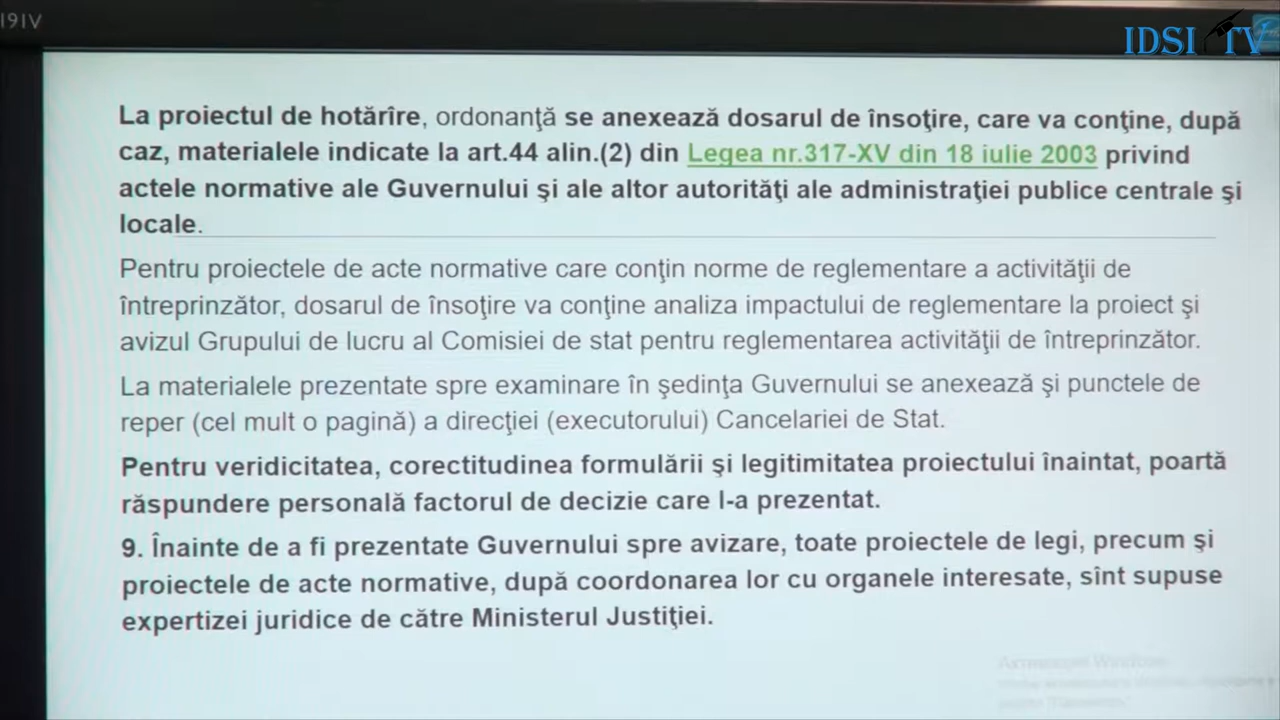 IDSI TV
La proiectul de hotărîre, ordonanţă se anexează dosarul de însoţire, care va conţine, după
caz, materialele indicate la art.44 alin.(2) din Legea nr.317-XV din 18 iulie 2003 privind
actele normative ale Guvernului şi ale altor autorităţi ale administraţiei publice centrale şi
locale.
Pentru proiectele de acte normative care conţin norme de reglementare a activităţii de
întreprinzător, dosarul de însoţire va conţine analiza impactului de reglementare la proiect şi
avizul Grupului de lucru al Comisiei de stat pentru reglementarea activităţii de întreprinzător.
La materialele prezentate spre examinare în şedinţa Guvernului se anexează şi punctele de
reper (cel mult o pagină) a direcţiei (executorului) Cancelariei de Stat.
Pentru veridicitatea, corectitudinea formulării şi legitimitatea proiectului înaintat, poartă
răspundere personală factorul de decizie care l-a prezentat.
9. Înainte de a fi prezentate Guvernului spre avizare, toate proiectele de legi, precum şi
proiectele de acte normative, după coordonarea lor cu organele interesate, sînt supuse
expertizei juridice de către Ministerul Justiţiei.
Активация Windows